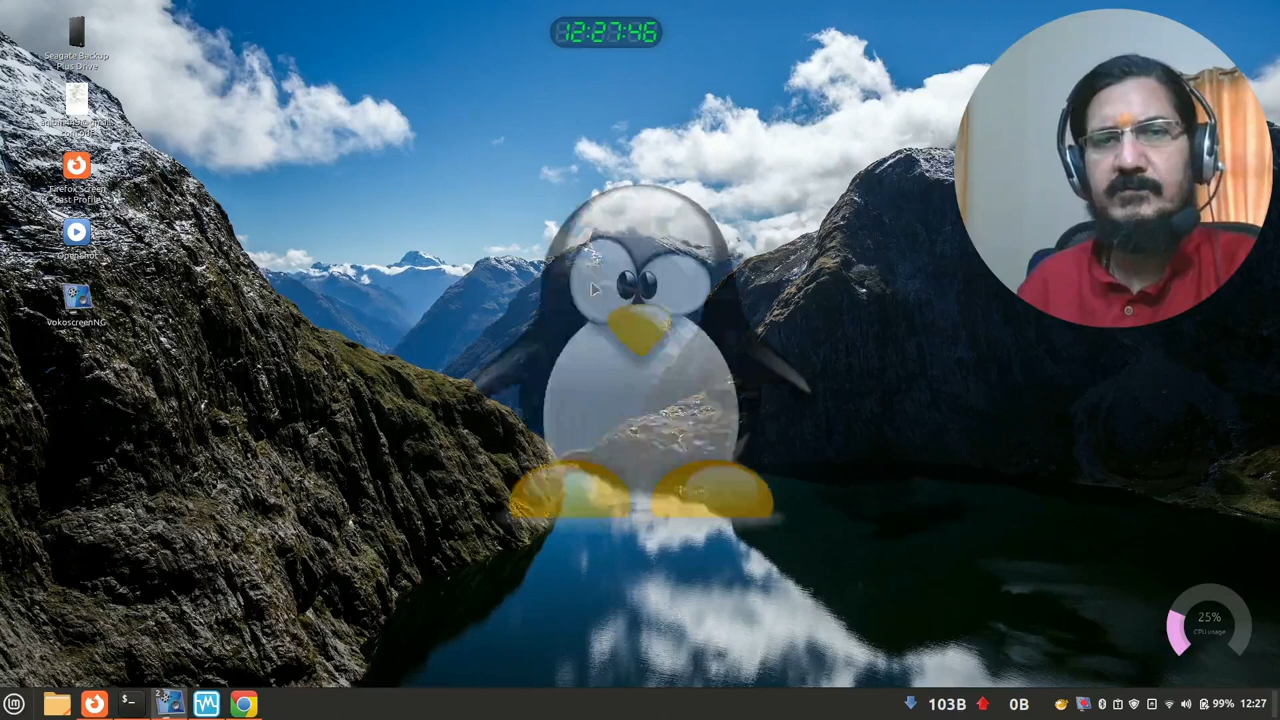 12:27:46
Seagate Backup
Plus Drive
Firefox Screen
Cast Profile
OpenShot
vokoscreenNG
25%
CPU usage
103B
0B
99%
12:27